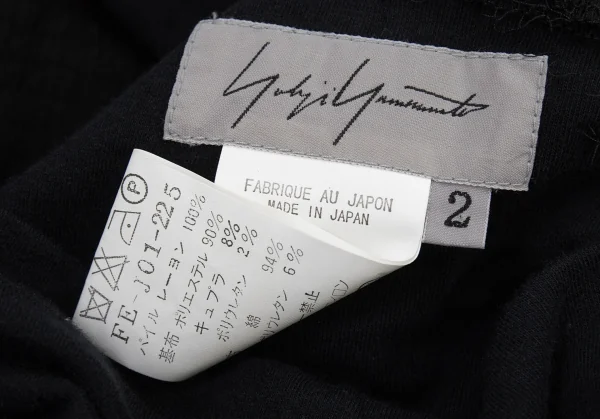 Yohji Yamamoto
FABRIQUE AU JAPON
MADE IN JAPAN
2
P
FE-J01-225
パイル レーヨン 100%
基布 ポリエステル 90%
キュプラ 8%
ポリウレタン 2%
綿 94%
ウレタン 6%
禁止